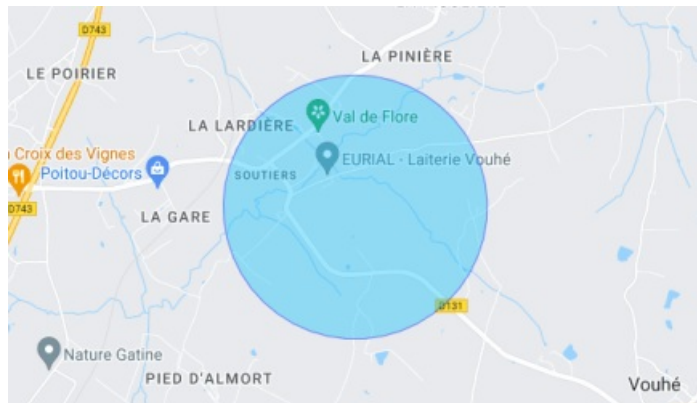 D743
LA PINIÈRE
LE POIRIER
Val de Flore
LA LARDIÈRE
Croix des Vignes
EURIAL - Laiterie Vouhé
Poitou-Décors
SOUTIERS
D743
LA GARE
D131
Nature Gatine
PIED D'ALMORT
Vouhé